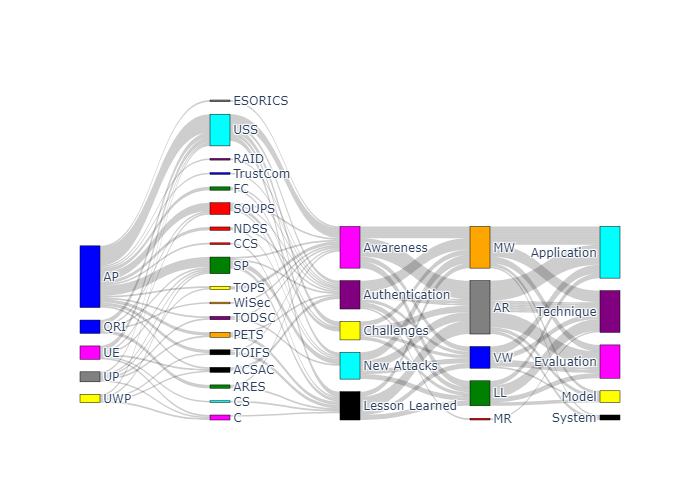 AP
QRI
UE
UP
UWP
ESORICS
USS
RAID
TrustCom
FC
SOUPS
NDSS
CCS
SP
TOPS
WiSec
TODSC
PETS
TOIFS
ACSAC
ARES
CS
C
Awareness
Authentication
Challenges
New Attacks
Lesson Learned
MW
AR
VW
LL
MR
Application
Technique
Evaluation
Model
System